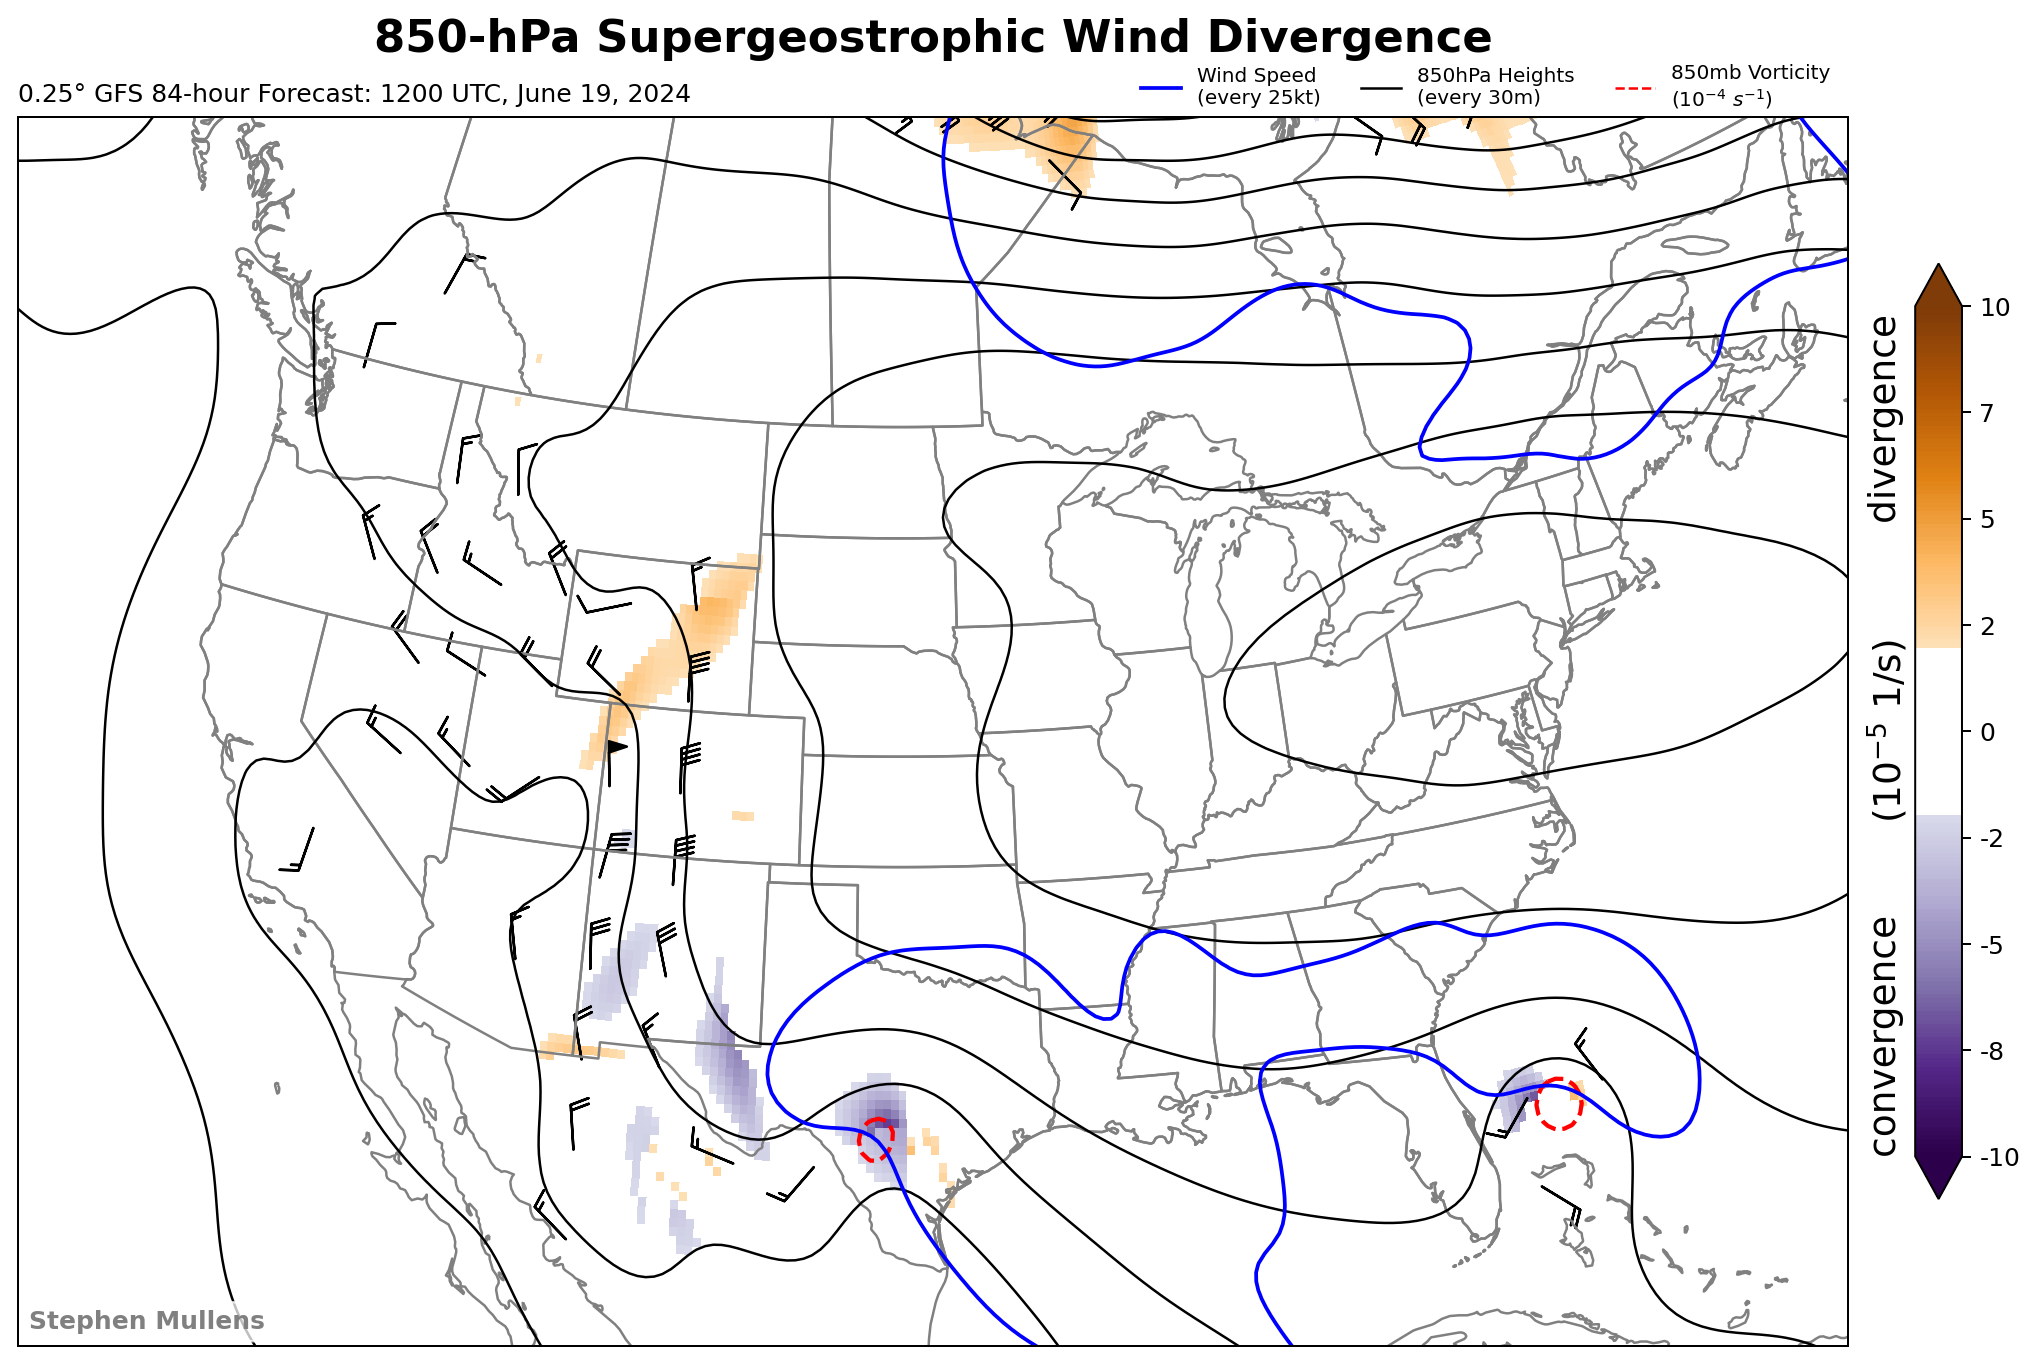 850-hPa Supergeostrophic Wind Divergence
0.25° GFS 84-hour Forecast: 1200 UTC, June 19, 2024
Wind Speed
(every 25kt)
850hPa Heights
(every 30m)
850mb Vorticity
(10⁻⁴ s⁻¹)
10
7
5
2
0
-2
-5
-8
-10
convergence (10⁻⁵ 1/s) divergence
Stephen Mullens